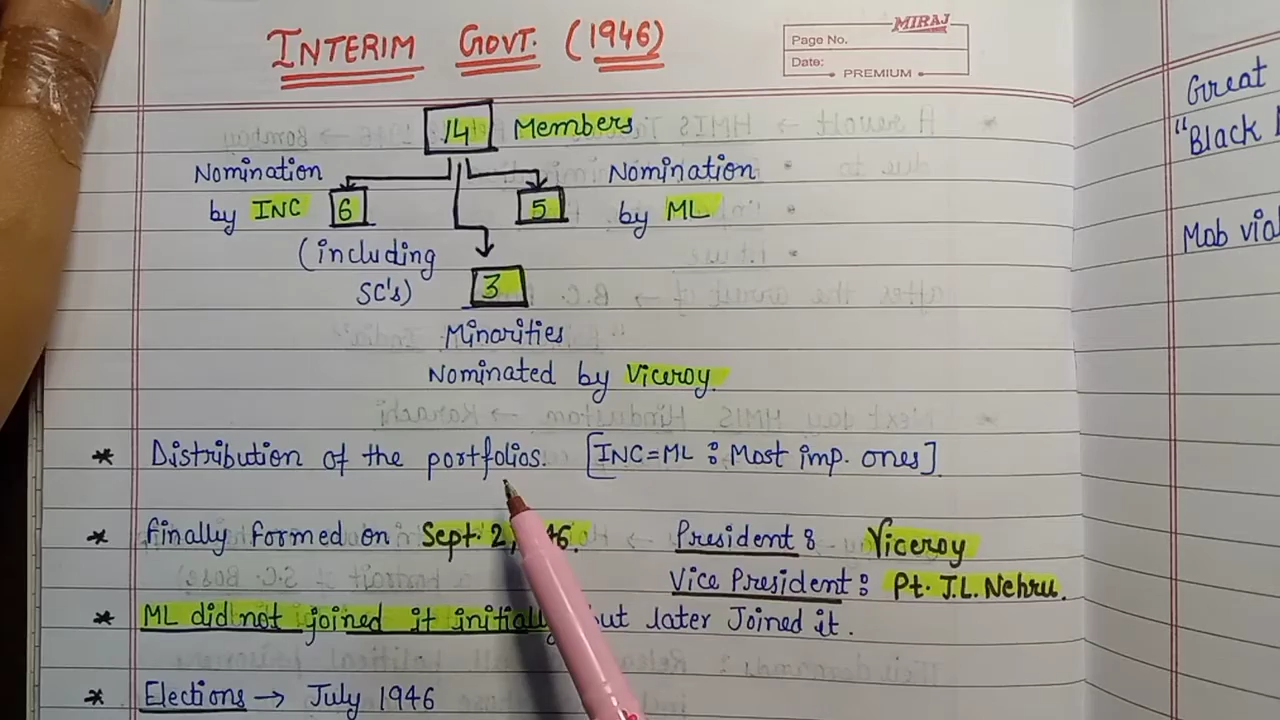 INTERIM GOVT. (1946)
MIRAJ
Page No.
Date:
PREMIUM
14 Members
Nomination
by INC 6
(including
SC's)
5 Nomination
by ML
3
Minorities
Nominated by Viceroy.
* Distribution of the portfolios. [INC=ML : Most imp. ones]
* Finally formed on Sept. 2, 46.
President : Viceroy
Vice President : Pt. J.L. Nehru.
* ML did not joined it initially but later Joined it.
* Elections → July 1946
Great
"Black
Mob